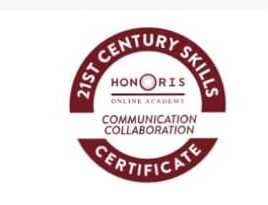 21ST CENTURY SKILLS
HONORIS
ONLINE ACADEMY
COMMUNICATION
COLLABORATION
CERTIFICATE